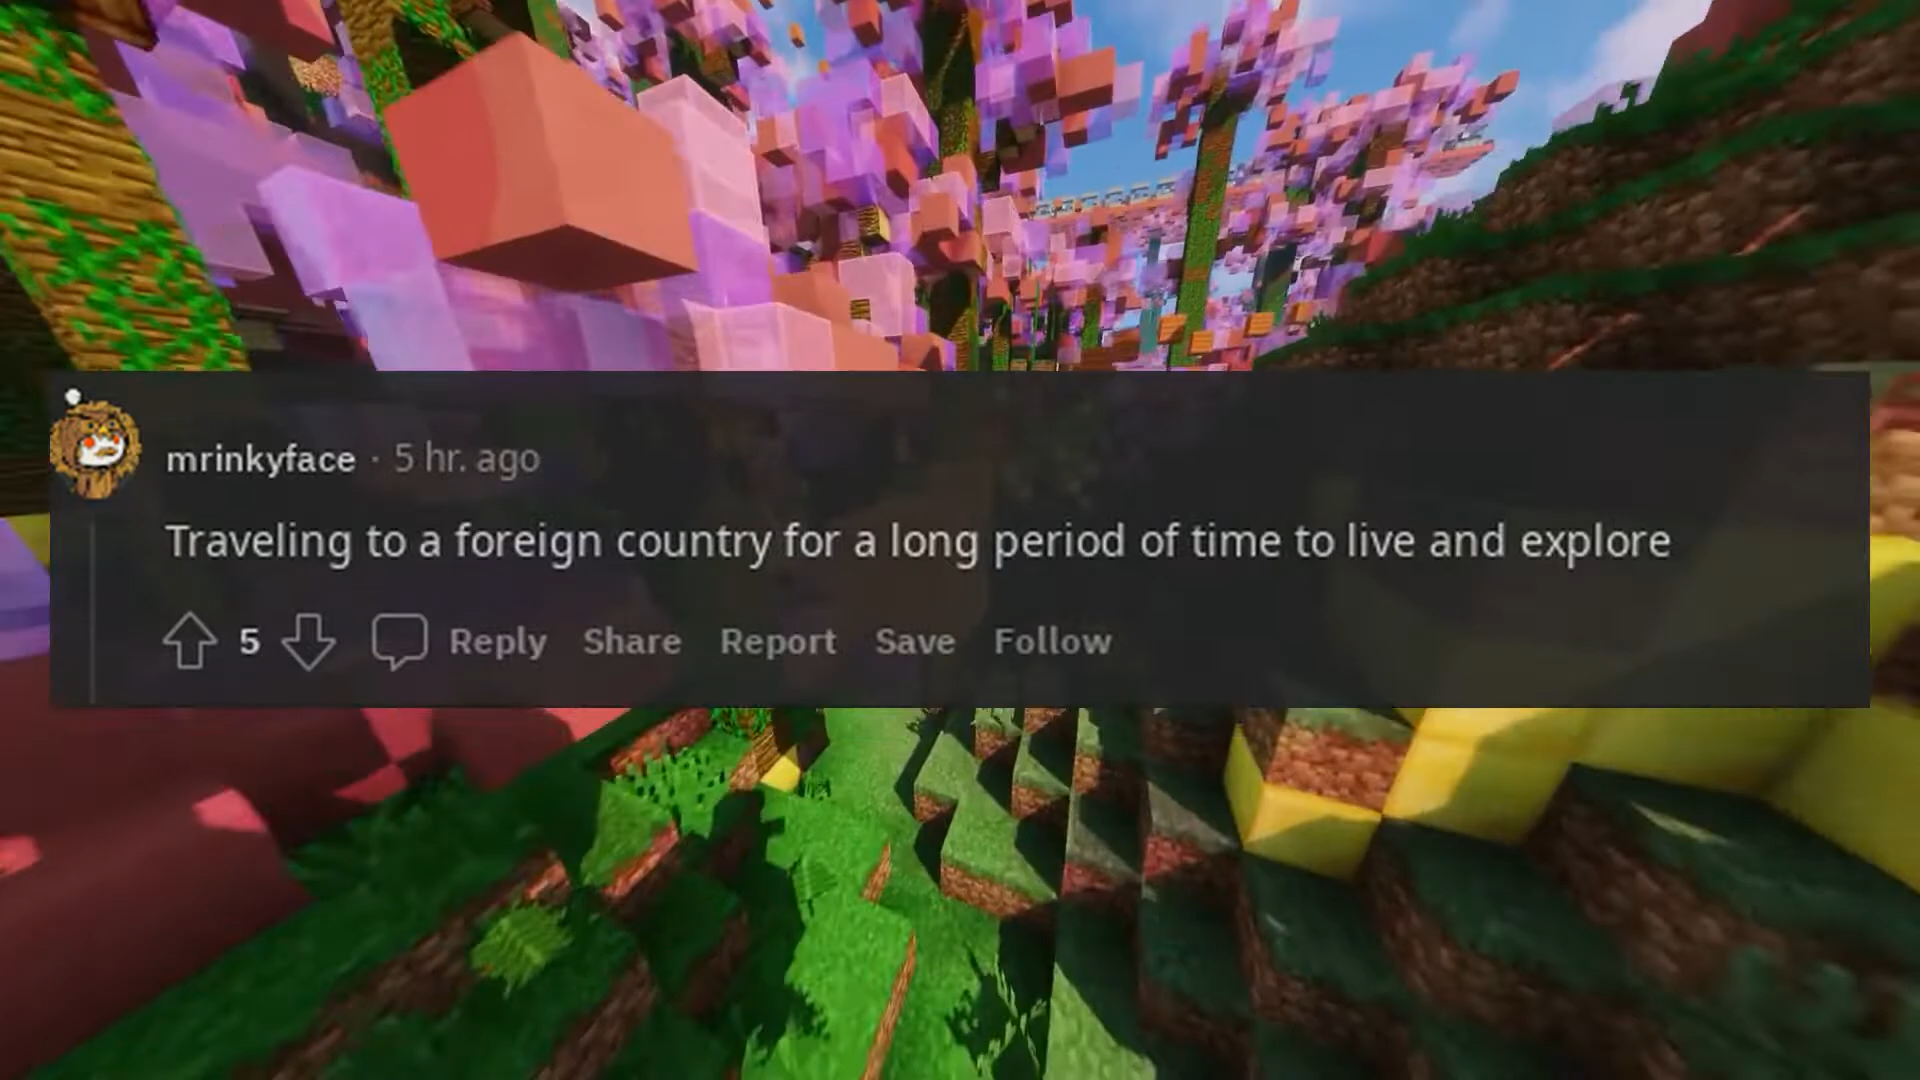 mrinkyface · 5 hr. ago
Traveling to a foreign country for a long period of time to live and explore
5 Reply Share Report Save Follow